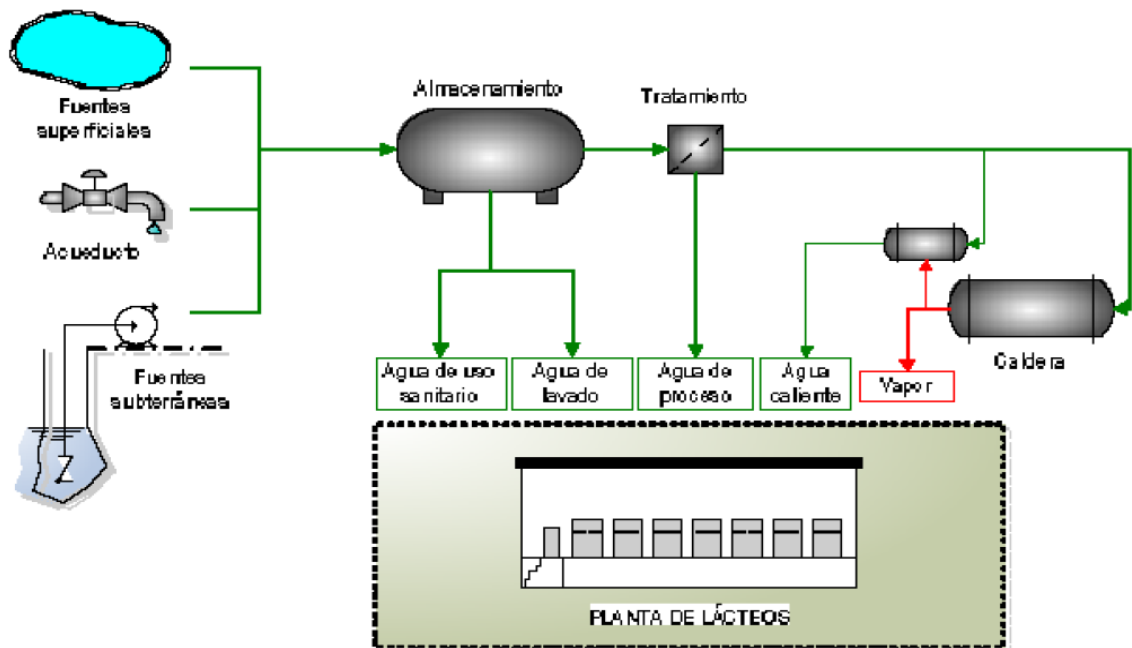 Fuentes
superficiales
Acueducto
Fuentes
subterráneas
Almacenamiento
Tratamiento
Caldera
Agua de uso
sanitario
Agua de
lavado
Agua de
proceso
Agua
caliente
Vapor
PLANTA DE LÁCTEOS